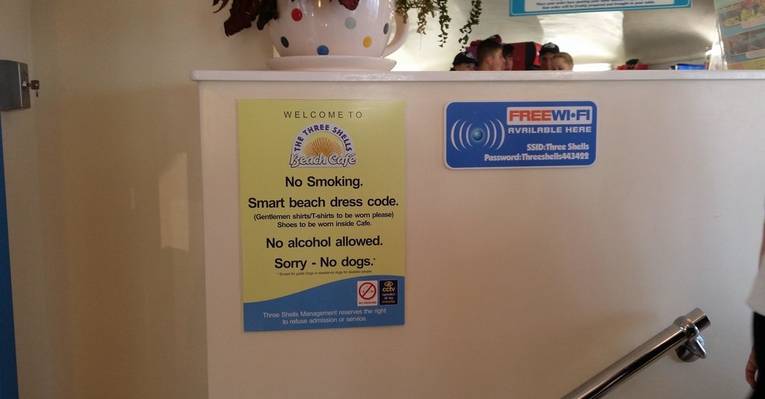 WELCOME TO
THE THREE SHELLS
Beach Café
No Smoking.
Smart beach dress code.
(Gentlemen shirts/T-shirts to be worn please)
Shoes to be worn inside Cafe.
No alcohol allowed.
Sorry - No dogs.*
cctv
Three Shells Management reserves the right
to refuse admission or service.
FREE WI-FI
AVAILABLE HERE
SSID:Three Shells
Password:Threeshells443422